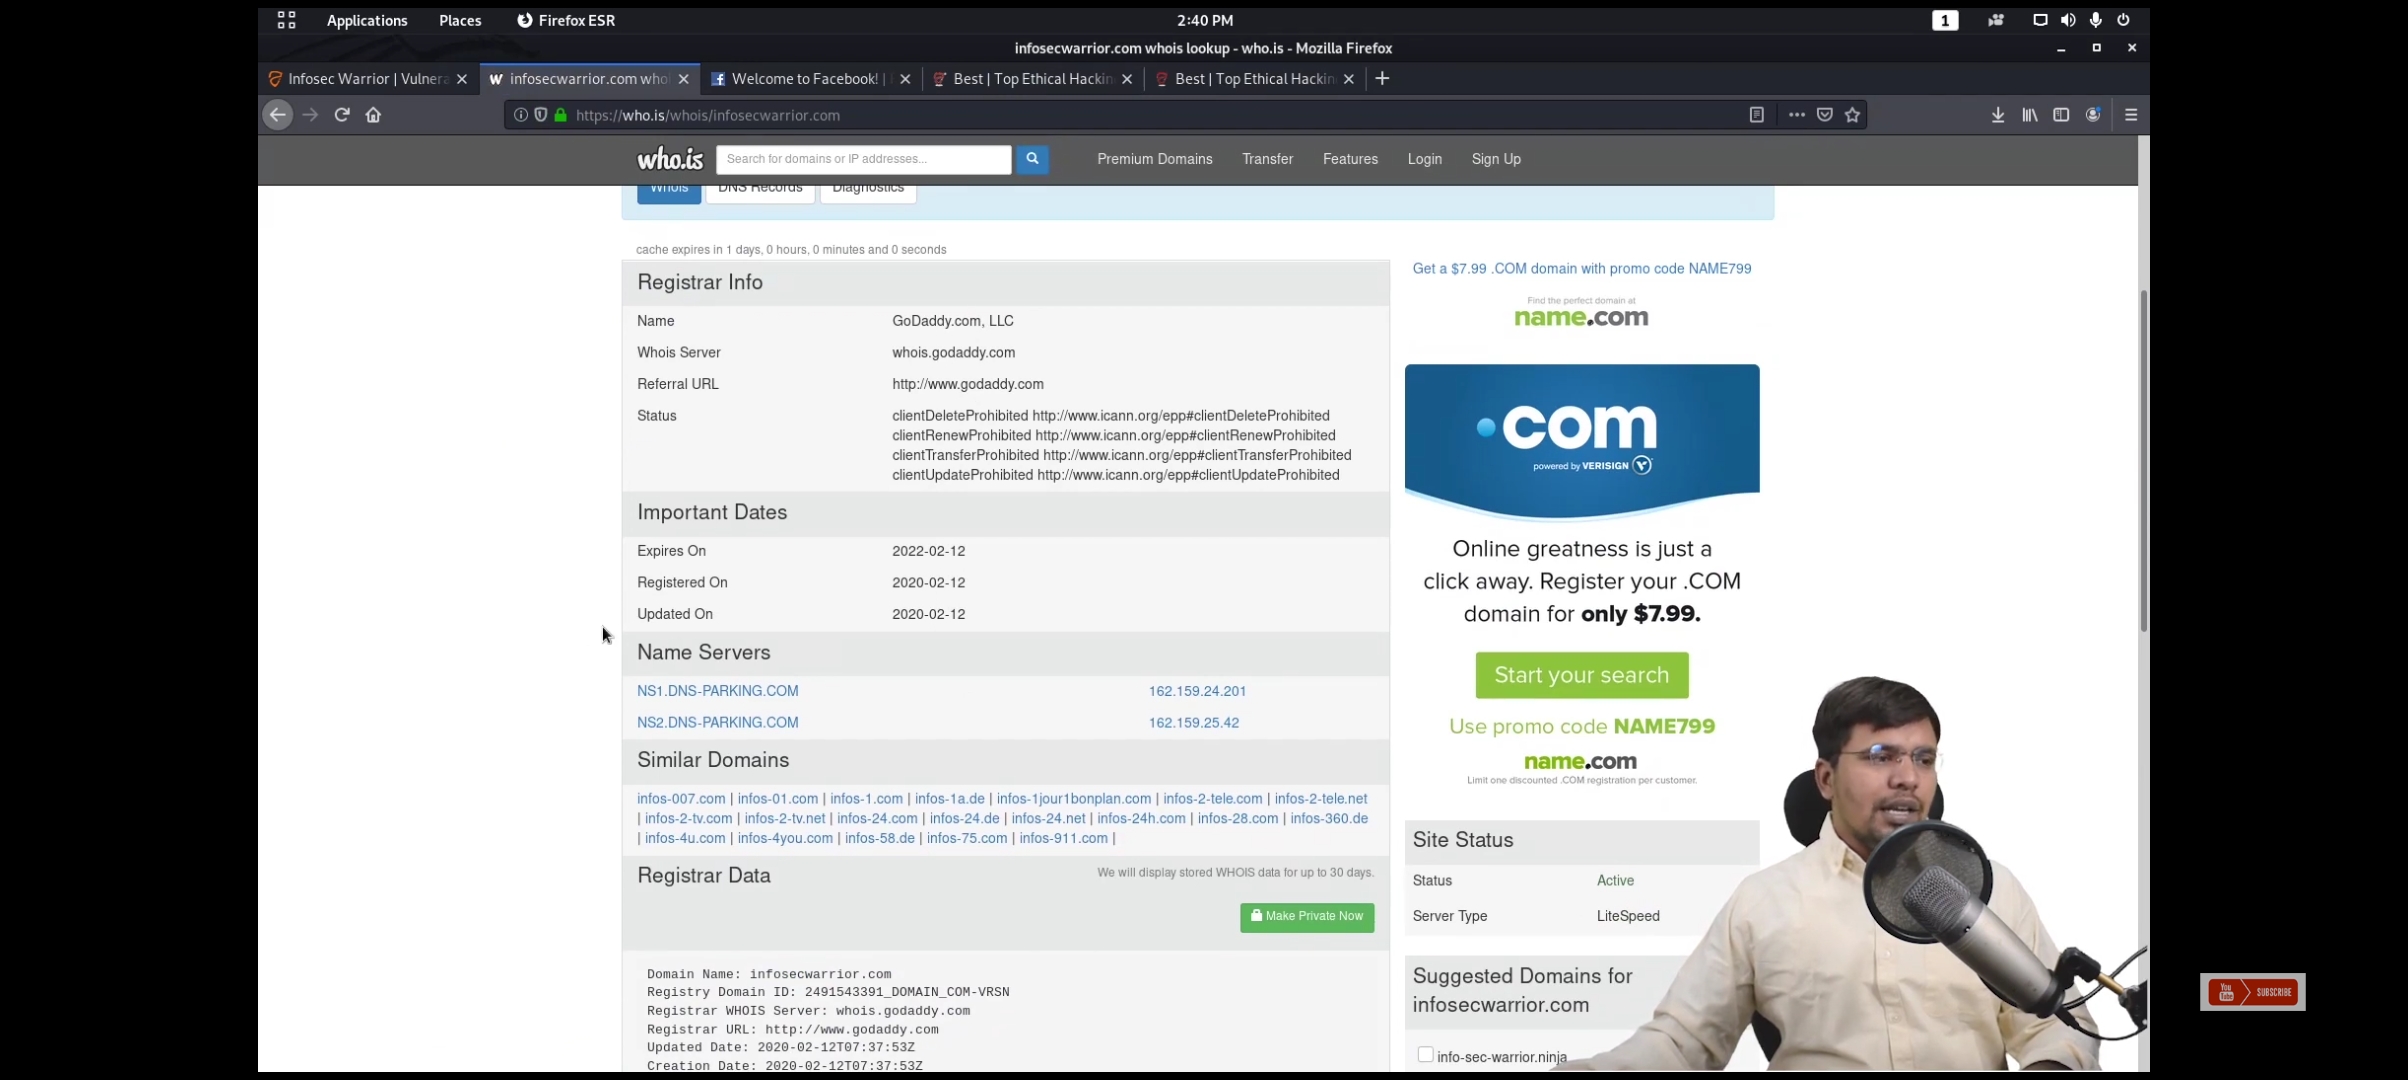 Applications Places Firefox ESR 2:40 PM 1
infosecwarrior.com whois lookup - who.is - Mozilla Firefox
Infosec Warrior | Vulnera infosecwarrior.com whoi Welcome to Facebook! | Best | Top Ethical Hackin Best | Top Ethical Hackin
https://who.is/whois/infosecwarrior.com
who.is Search for domains or IP addresses... Premium Domains Transfer Features Login Sign Up
Whois DNS Records Diagnostics
cache expires in 1 days, 0 hours, 0 minutes and 0 seconds
Registrar Info
Name GoDaddy.com, LLC
Whois Server whois.godaddy.com
Referral URL http://www.godaddy.com
Status clientDeleteProhibited http://www.icann.org/epp#clientDeleteProhibited
clientRenewProhibited http://www.icann.org/epp#clientRenewProhibited
clientTransferProhibited http://www.icann.org/epp#clientTransferProhibited
clientUpdateProhibited http://www.icann.org/epp#clientUpdateProhibited
Important Dates
Expires On 2022-02-12
Registered On 2020-02-12
Updated On 2020-02-12
Name Servers
NS1.DNS-PARKING.COM 162.159.24.201
NS2.DNS-PARKING.COM 162.159.25.42
Similar Domains
infos-007.com | infos-01.com | infos-1.com | infos-1a.de | infos-1jour1bonplan.com | infos-2-tele.com | infos-2-tele.net
| infos-2-tv.com | infos-2-tv.net | infos-24.com | infos-24.de | infos-24.net | infos-24h.com | infos-28.com | infos-360.de
| infos-4u.com | infos-4you.com | infos-58.de | infos-75.com | infos-911.com |
Registrar Data We will display stored WHOIS data for up to 30 days.
Make Private Now
Domain Name: infosecwarrior.com
Registry Domain ID: 2491543391_DOMAIN_COM-VRSN
Registrar WHOIS Server: whois.godaddy.com
Registrar URL: http://www.godaddy.com
Updated Date: 2020-02-12T07:37:53Z
Creation Date: 2020-02-12T07:37:53Z
Get a $7.99 .COM domain with promo code NAME799
Find the perfect domain at
name.com
.com
powered by VERISIGN
Online greatness is just a
click away. Register your .COM
domain for only $7.99.
Start your search
Use promo code NAME799
name.com
Limit one discounted .COM registration per customer.
Site Status
Status Active
Server Type LiteSpeed
Suggested Domains for
infosecwarrior.com
info-sec-warrior.ninja
You Tube SUBSCRIBE